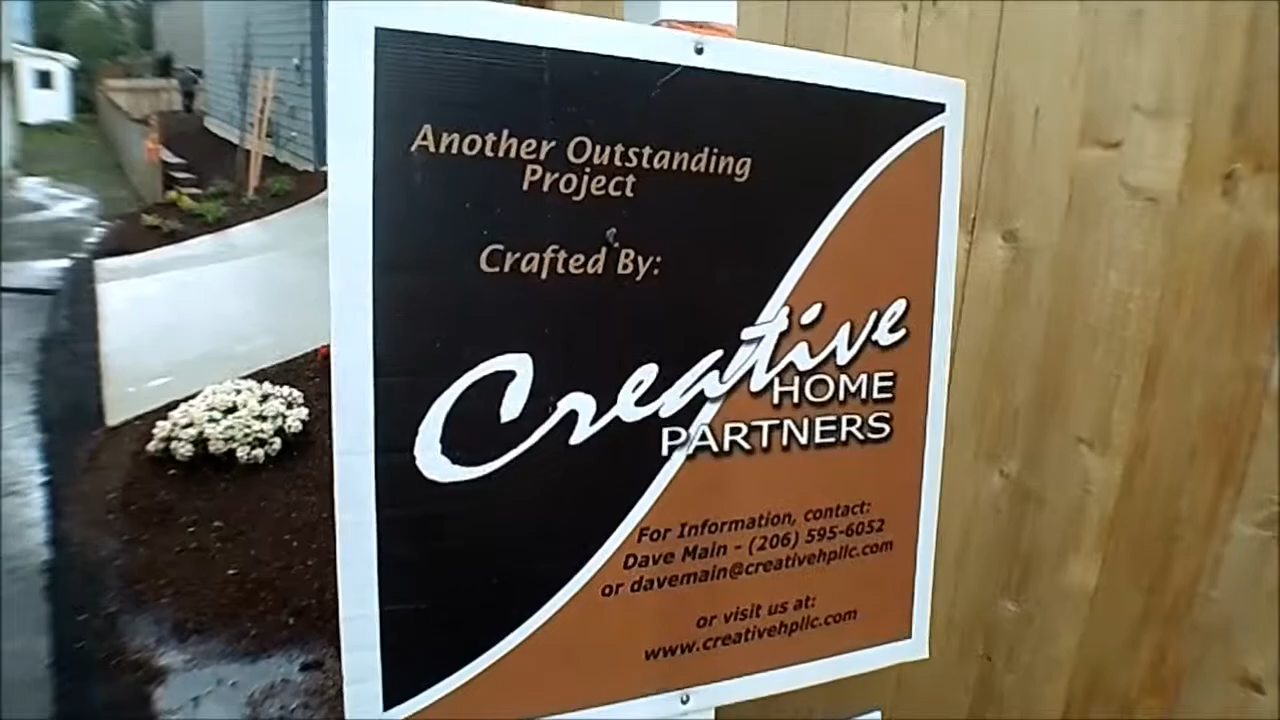 Another Outstanding
Project
Crafted By:
Creative
HOME
PARTNERS
For Information, contact:
Dave Main - (206) 595-6052
or davemain@creativehpllc.com
or visit us at:
www.creativehpllc.com